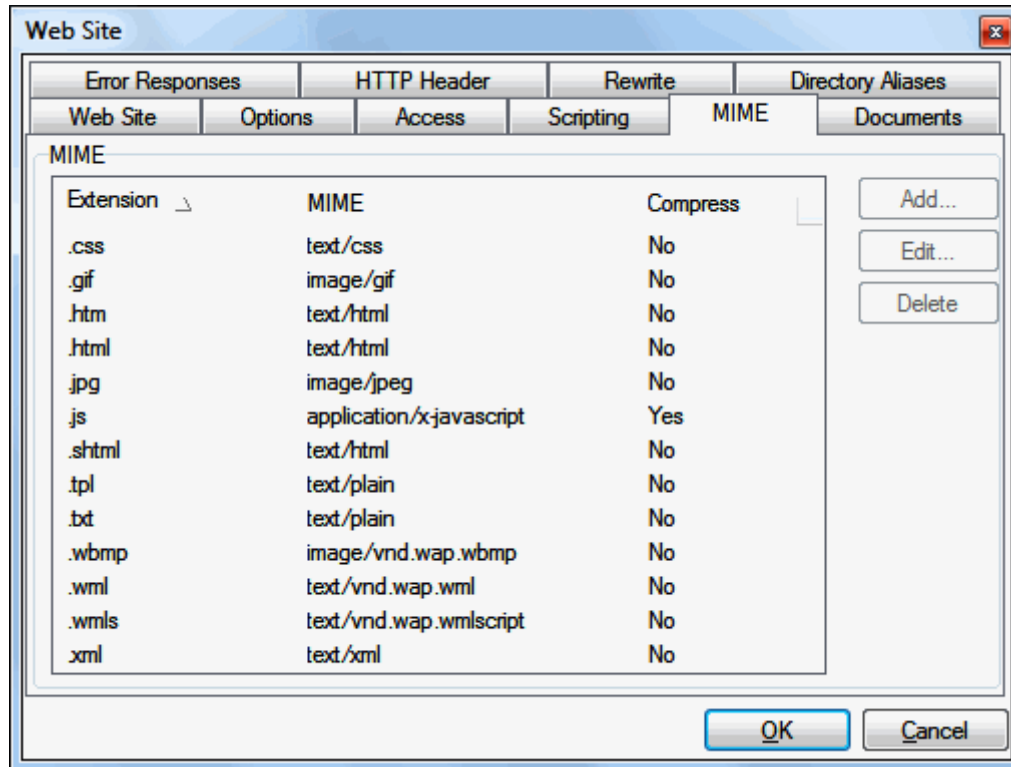 Web Site
Error Responses HTTP Header Rewrite Directory Aliases
Web Site Options Access Scripting MIME Documents
MIME
Extension MIME Compress Add...
.css text/css No Edit...
.gif image/gif No
.htm text/html No Delete
.html text/html No
.jpg image/jpeg No
.js application/x-javascript Yes
.shtml text/html No
.tpl text/plain No
.txt text/plain No
.wbmp image/vnd.wap.wbmp No
.wml text/vnd.wap.wml No
.wmls text/vnd.wap.wmlscript No
.xml text/xml No
OK Cancel